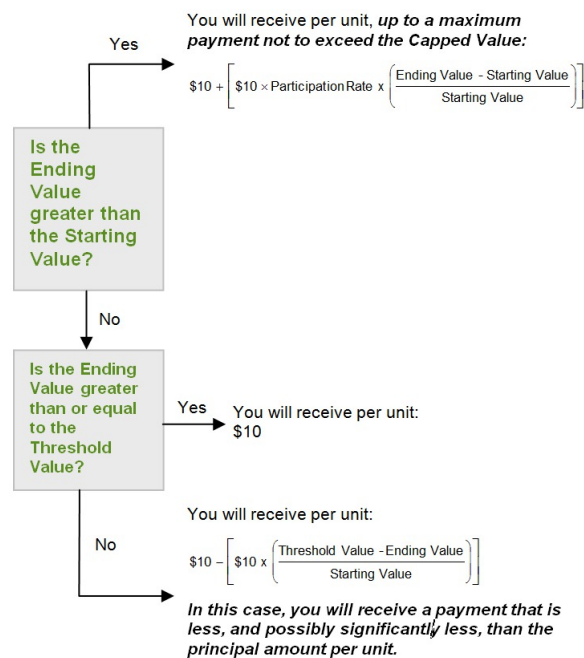 Yes
You will receive per unit, up to a maximum
payment not to exceed the Capped Value:
$10 + [ $10 × Participation Rate x ( Ending Value - Starting Value / Starting Value ) ]
Is the
Ending
Value
greater than
the Starting
Value?
No
Is the Ending
Value greater
than or equal
to the
Threshold
Value?
Yes
You will receive per unit:
$10
No
You will receive per unit:
$10 – [ $10 x ( Threshold Value - Ending Value / Starting Value ) ]
In this case, you will receive a payment that is
less, and possibly significantly less, than the
principal amount per unit.